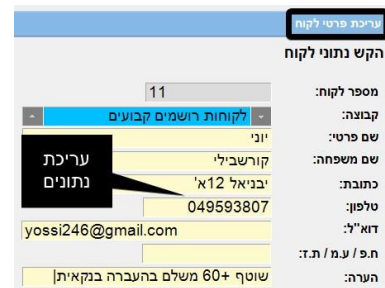 עריכת פרטי לקוח
הקש נתוני לקוח
מספר לקוח: 11
קבוצה: לקוחות רושמים קבועים
שם פרטי: יוני
שם משפחה: קורשבילי
עריכת נתונים
כתובת: יבניאל 12א'
טלפון: 049593807
דוא"ל: yossi246@gmail.com
ח.פ / ע.מ / ת.ז:
הערה: שוטף +60 משלם בהעברה בנקאית